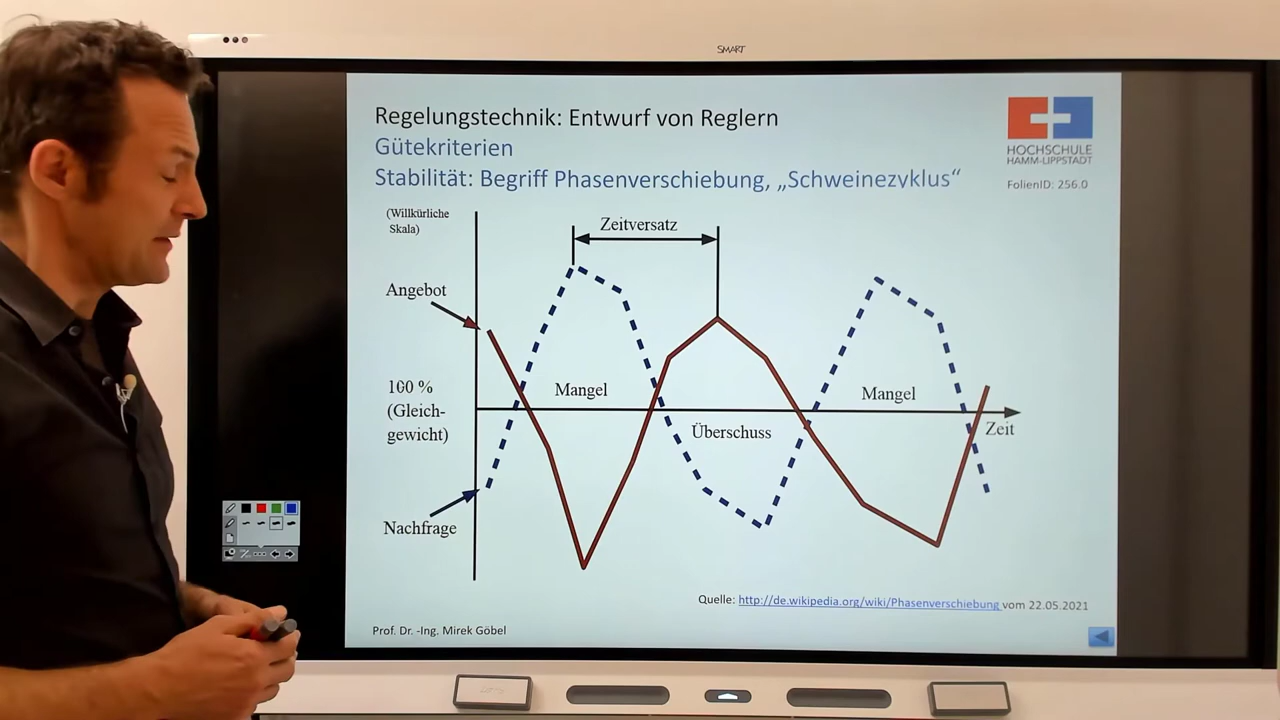 SMART
Regelungstechnik: Entwurf von Reglern
Gütekriterien
Stabilität: Begriff Phasenverschiebung, „Schweinezyklus“
HOCHSCHULE
HAMM-LIPPSTADT
FolienID: 256.0
(Willkürliche
Skala)
Zeitversatz
Angebot
100 %
(Gleich-
gewicht)
Mangel
Mangel
Überschuss
Zeit
Nachfrage
Quelle: http://de.wikipedia.org/wiki/Phasenverschiebung vom 22.05.2021
Prof. Dr. -Ing. Mirek Göbel